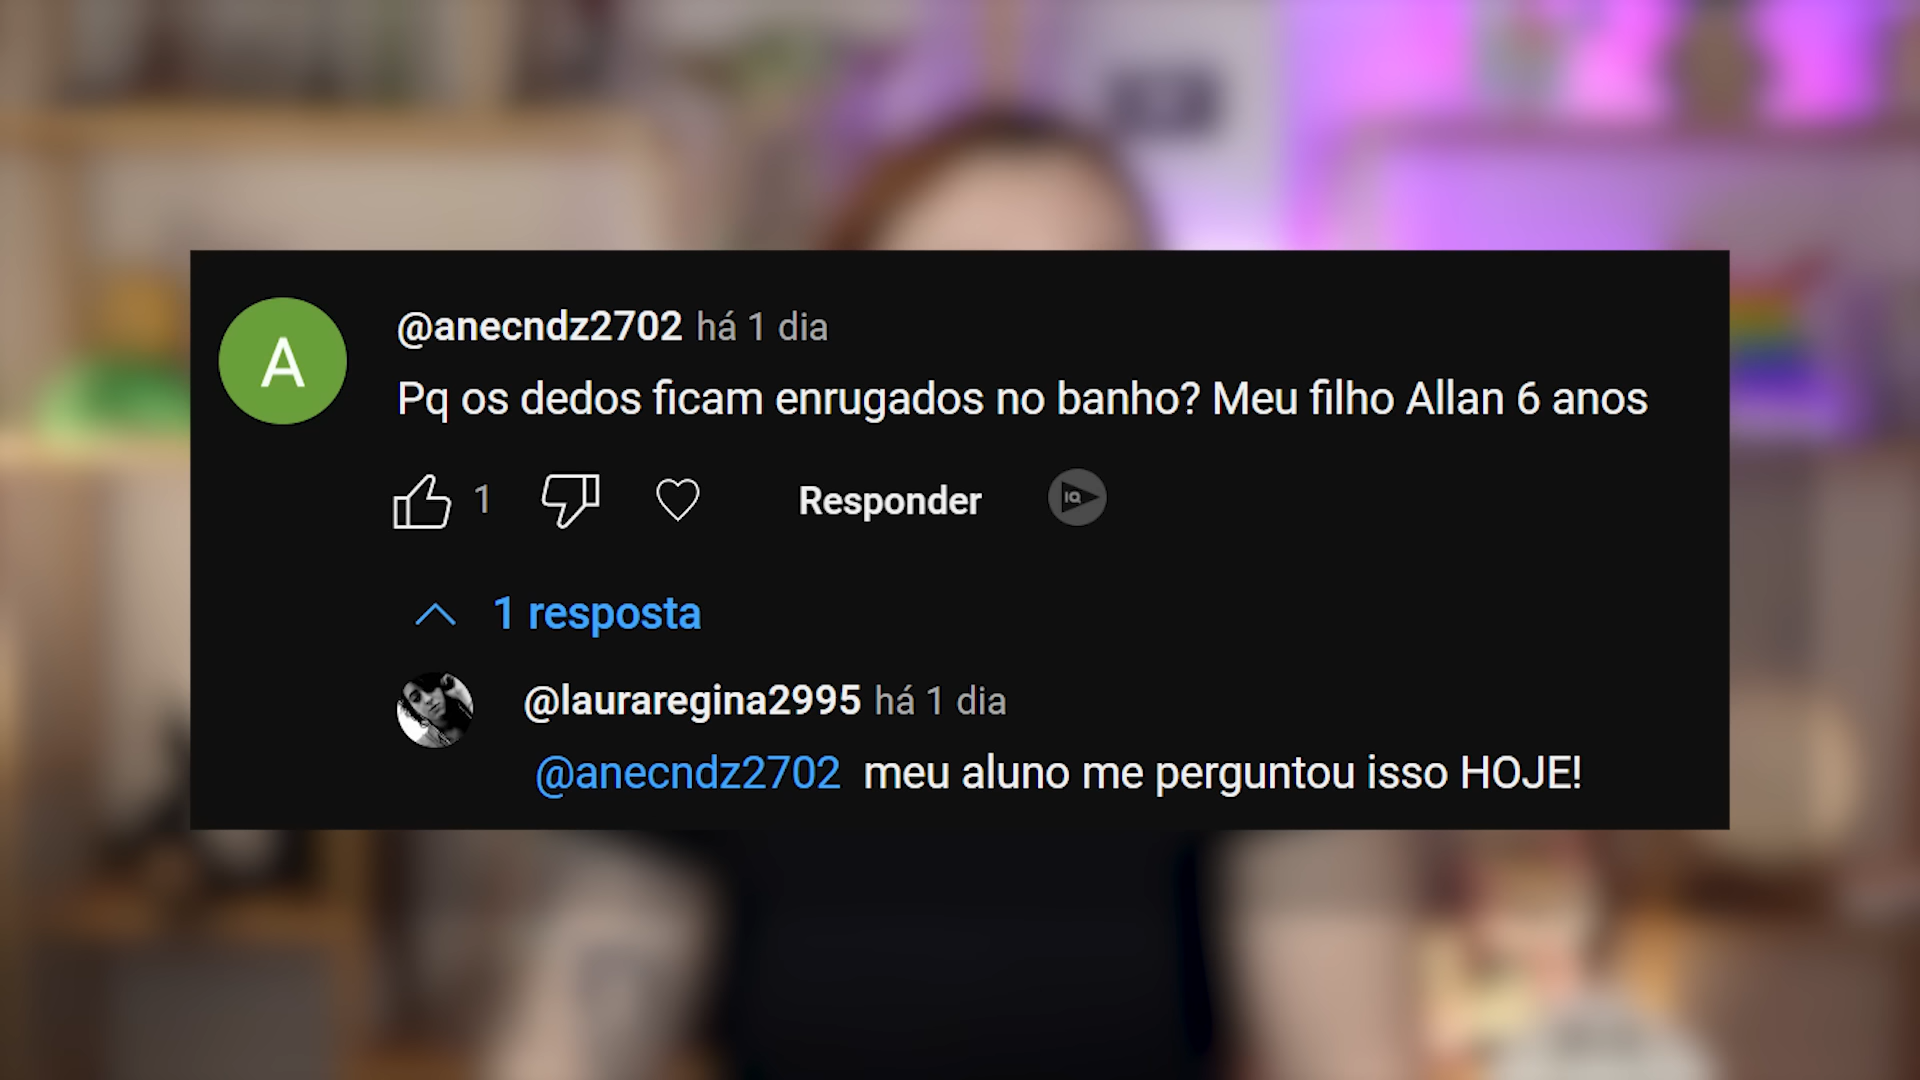 A
@anecndz2702 há 1 dia
Pq os dedos ficam enrugados no banho? Meu filho Allan 6 anos
1 Responder IQ
1 resposta
@lauraregina2995 há 1 dia
@anecndz2702 meu aluno me perguntou isso HOJE!